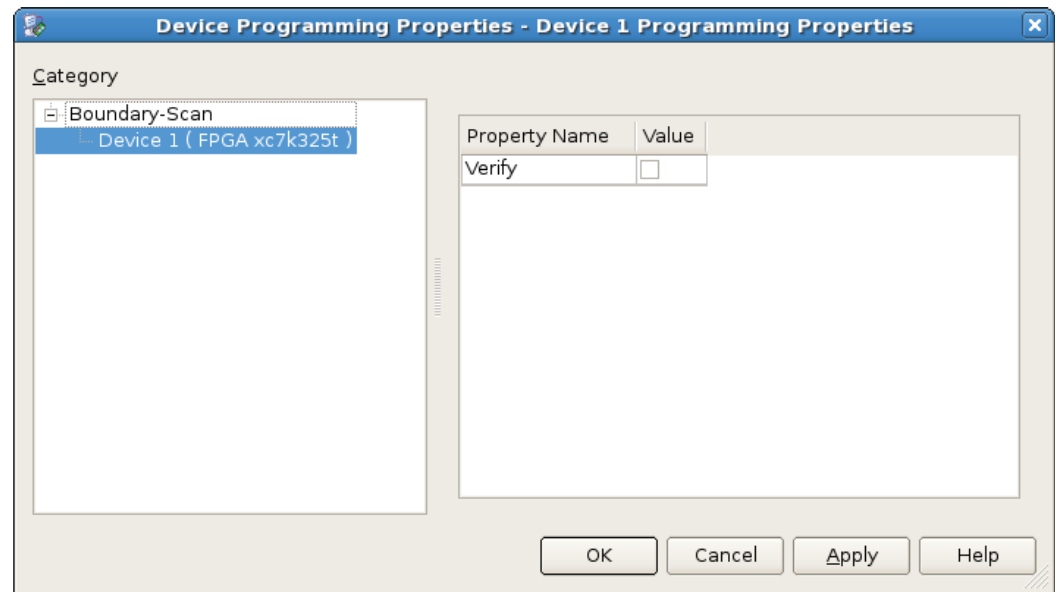 Device Programming Properties - Device 1 Programming Properties
Category
Boundary-Scan
Device 1 ( FPGA xc7k325t )
Property Name Value
Verify
OK Cancel Apply Help